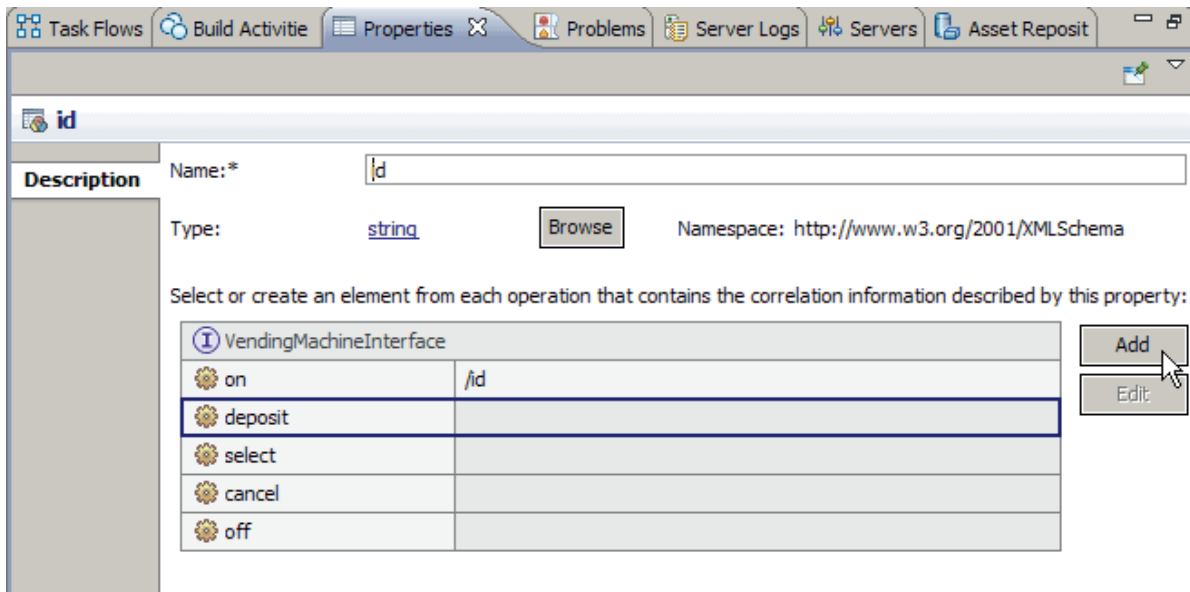 Task Flows Build Activitie Properties Problems Server Logs Servers Asset Reposit
id
Description
Name:* id
Type: string Browse Namespace: http://www.w3.org/2001/XMLSchema
Select or create an element from each operation that contains the correlation information described by this property:
I VendingMachineInterface Add
on /id
Edit
deposit
select
cancel
off